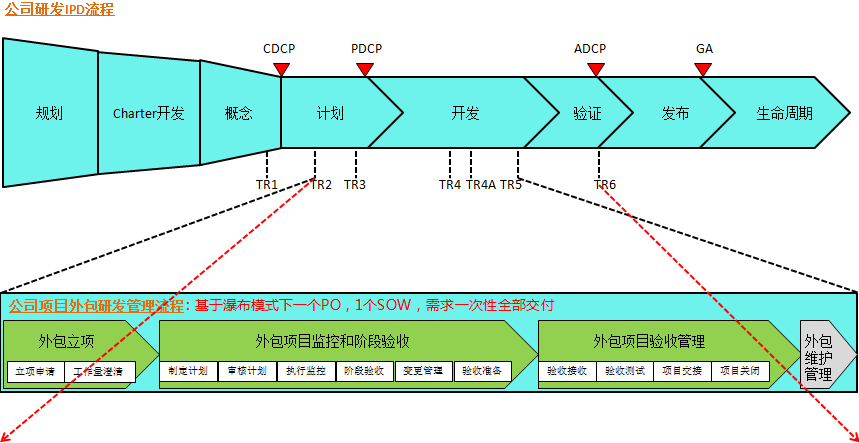 公司研发IPD流程
CDCP PDCP ADCP GA
规划 Charter开发 概念 计划 开发 验证 发布 生命周期
TR1 TR2 TR3 TR4 TR4A TR5 TR6
公司项目外包研发管理流程：基于瀑布模式下一个PO，1个SOW，需求一次性全部交付
外包立项 外包项目监控和阶段验收 外包项目验收管理
立项申请 工作量澄清 制定计划 审核计划 执行监控 阶段验收 变更管理 验收准备 验收接收 验收测试 项目交接 项目关闭
外包
维护
管理